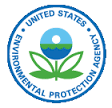 UNITED STATES
ENVIRONMENTAL PROTECTION AGENCY